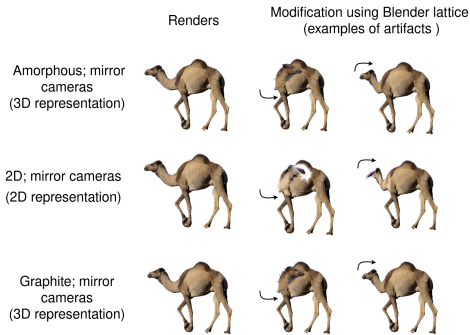 Renders
Modification using Blender lattice
(examples of artifacts )
Amorphous; mirror
cameras
(3D representation)
2D; mirror cameras
(2D representation)
Graphite; mirror
cameras
(3D representation)